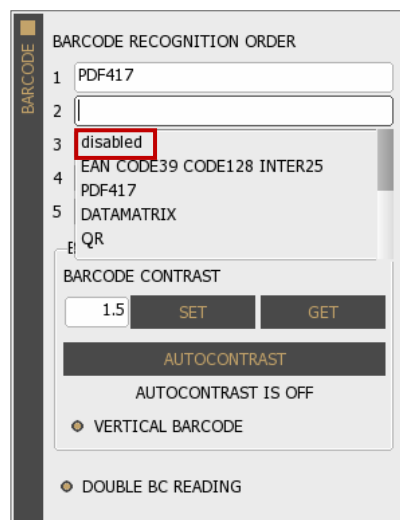 BARCODE
BARCODE RECOGNITION ORDER
1 PDF417
2
3 disabled
EAN CODE39 CODE128 INTER25
4
PDF417
5 DATAMATRIX
QR
BARCODE CONTRAST
1.5 SET GET
AUTOCONTRAST
AUTOCONTRAST IS OFF
VERTICAL BARCODE
DOUBLE BC READING